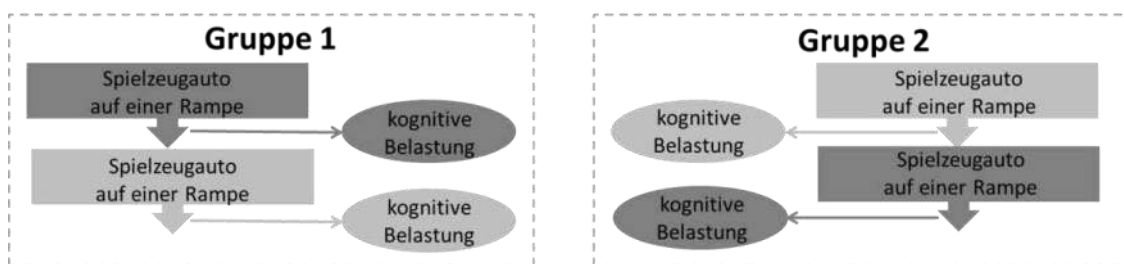 Gruppe 1
Spielzeugauto
auf einer Rampe
kognitive
Belastung
Spielzeugauto
auf einer Rampe
kognitive
Belastung
Gruppe 2
Spielzeugauto
auf einer Rampe
kognitive
Belastung
Spielzeugauto
auf einer Rampe
kognitive
Belastung